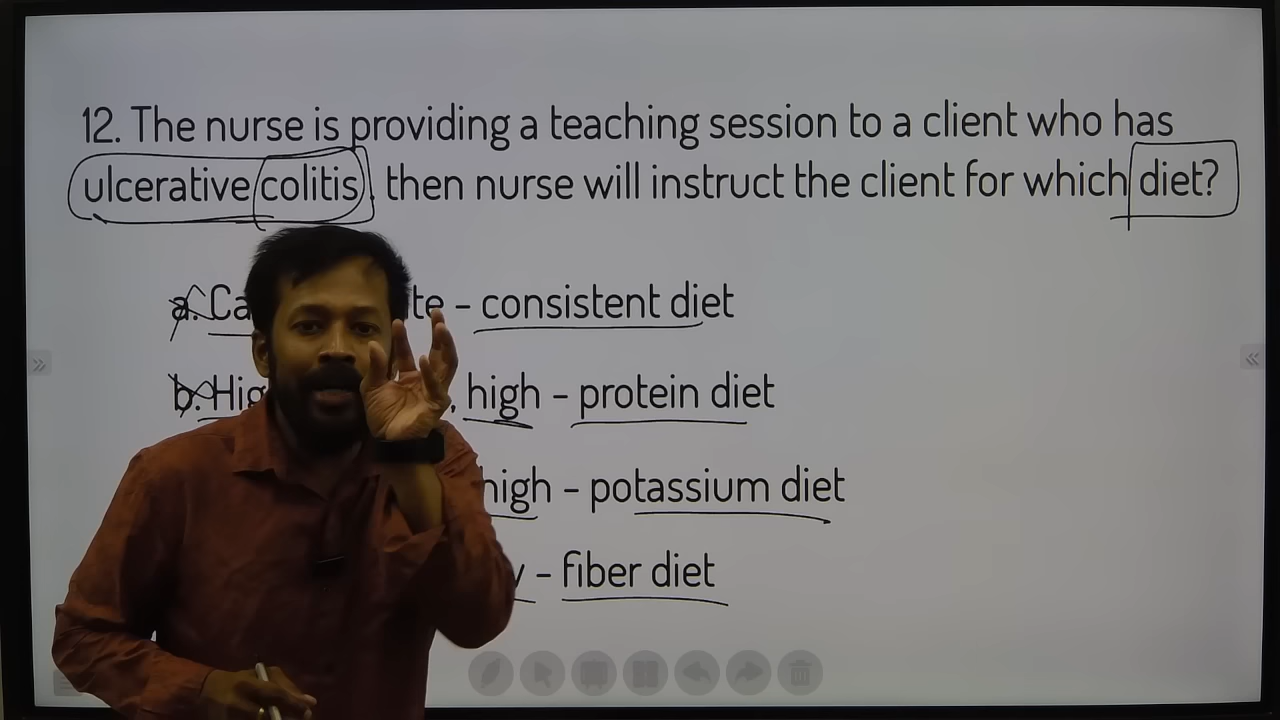 12. The nurse is providing a teaching session to a client who has
ulcerative colitis, then nurse will instruct the client for which diet?
a. Ca te - consistent diet
b. Hig , high - protein diet
high - potassium diet
- fiber diet